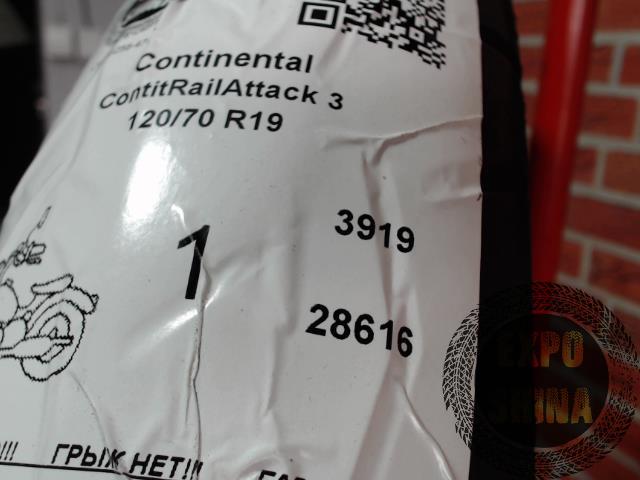 Continental
ContitRailAttack 3
120/70 R19
1
3919
28616
EXPO
SHINA
!!! ГРЫЖ НЕТ!!!